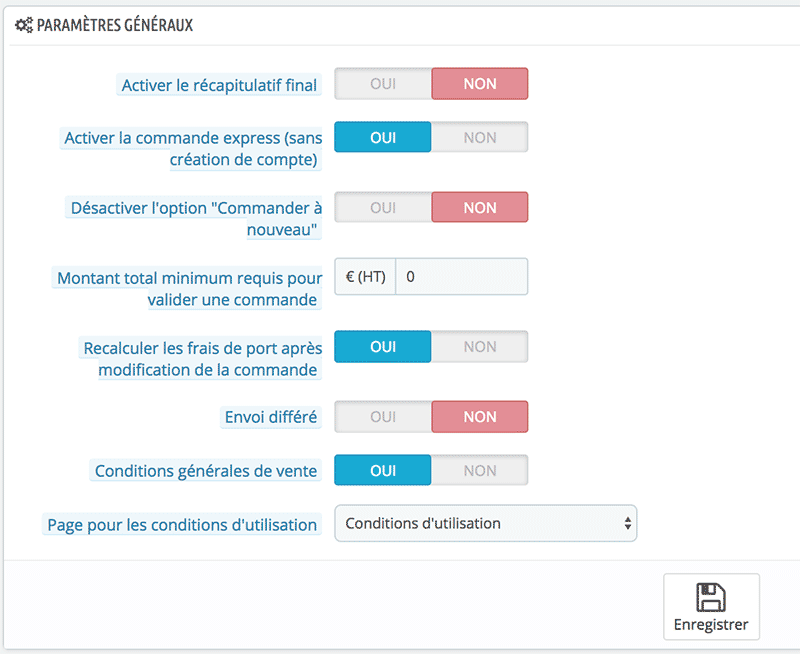 PARAMÈTRES GÉNÉRAUX
Activer le récapitulatif final OUI NON
Activer la commande express (sans OUI NON
création de compte)
Désactiver l'option "Commander à OUI NON
nouveau"
Montant total minimum requis pour € (HT) 0
valider une commande
Recalculer les frais de port après OUI NON
modification de la commande
Envoi différé OUI NON
Conditions générales de vente OUI NON
Page pour les conditions d'utilisation Conditions d'utilisation
Enregistrer